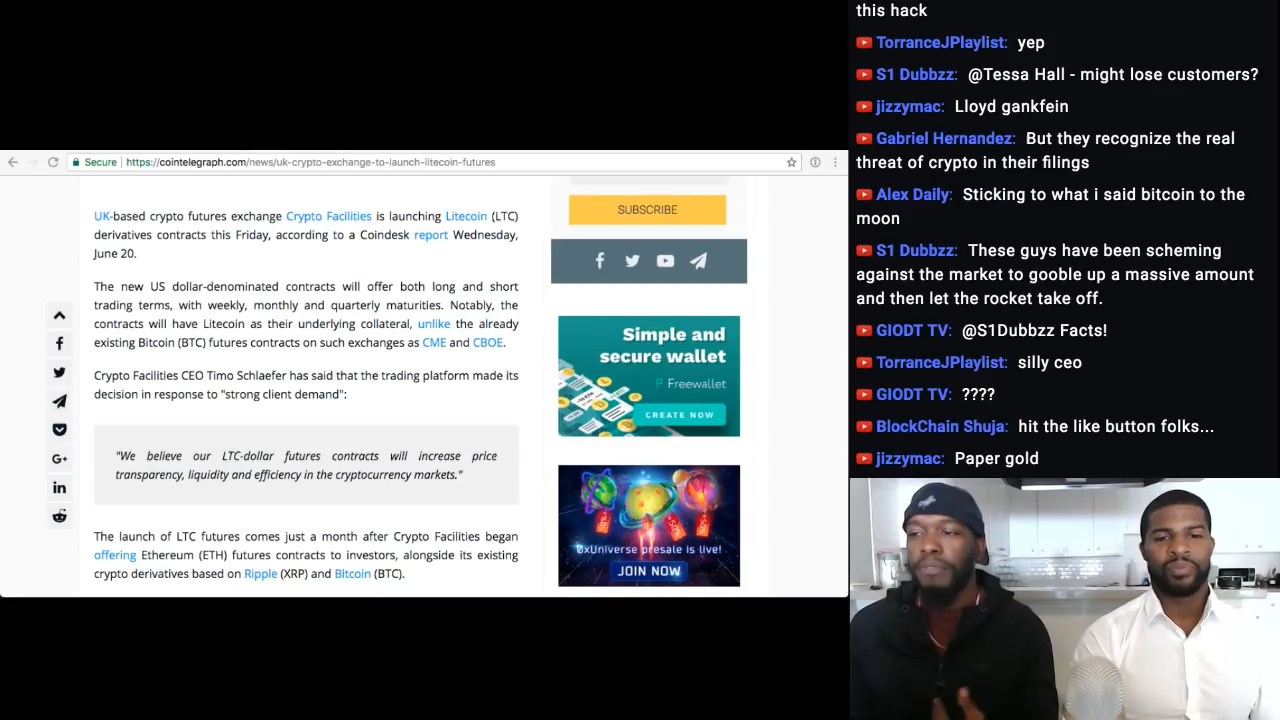 Secure | https://cointelegraph.com/news/uk-crypto-exchange-to-launch-litecoin-futures
UK-based crypto futures exchange Crypto Facilities is launching Litecoin (LTC)
derivatives contracts this Friday, according to a Coindesk report Wednesday,
June 20.
The new US dollar-denominated contracts will offer both long and short
trading terms, with weekly, monthly and quarterly maturities. Notably, the
contracts will have Litecoin as their underlying collateral, unlike the already
existing Bitcoin (BTC) futures contracts on such exchanges as CME and CBOE.
Crypto Facilities CEO Timo Schlaefer has said that the trading platform made its
decision in response to "strong client demand":
"We believe our LTC-dollar futures contracts will increase price
transparency, liquidity and efficiency in the cryptocurrency markets."
The launch of LTC futures comes just a month after Crypto Facilities began
offering Ethereum (ETH) futures contracts to investors, alongside its existing
crypto derivatives based on Ripple (XRP) and Bitcoin (BTC).
SUBSCRIBE
Simple and
secure wallet
Freewallet
CREATE NOW
0xUniverse presale is live!
JOIN NOW
this hack
TorranceJPlaylist: yep
S1 Dubbzz: @Tessa Hall - might lose customers?
jizzymac: Lloyd gankfein
Gabriel Hernandez: But they recognize the real
threat of crypto in their filings
Alex Daily: Sticking to what i said bitcoin to the
moon
S1 Dubbzz: These guys have been scheming
against the market to gooble up a massive amount
and then let the rocket take off.
GIODT TV: @S1Dubbzz Facts!
TorranceJPlaylist: silly ceo
GIODT TV: ????
BlockChain Shuja: hit the like button folks...
jizzymac: Paper gold